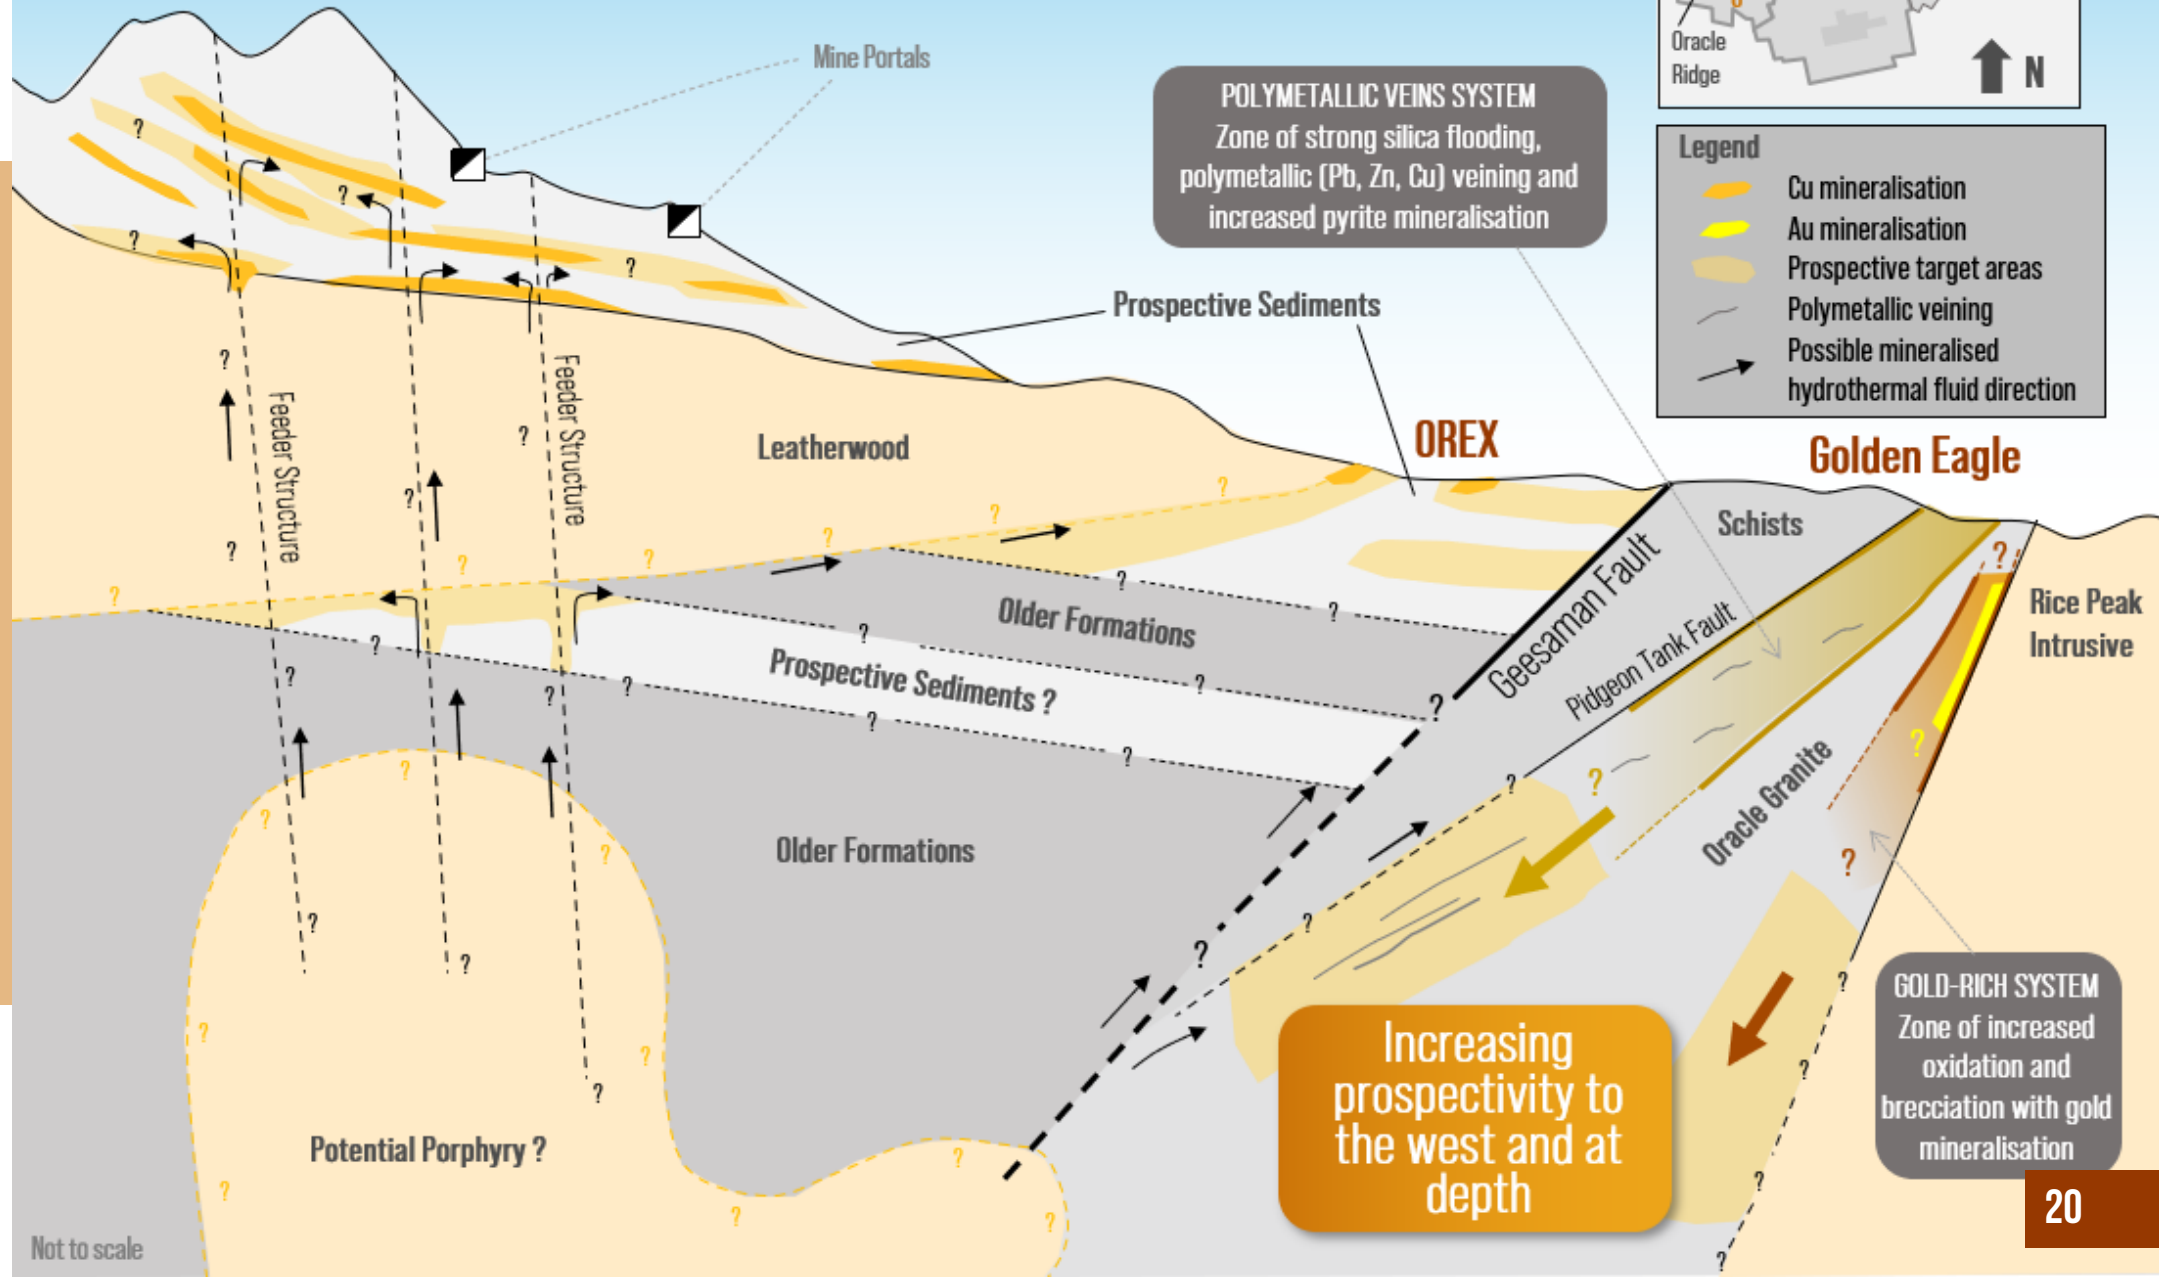 Mine Portals
Oracle
Ridge
N
POLYMETALLIC VEINS SYSTEM
Zone of strong silica flooding,
polymetallic (Pb, Zn, Cu) veining and
increased pyrite mineralisation
Legend
Cu mineralisation
Au mineralisation
Prospective target areas
Polymetallic veining
Possible mineralised
hydrothermal fluid direction
?
?
?
?
Prospective Sediments
?
Feeder Structure
Feeder Structure
?
Leatherwood
OREX
Golden Eagle
?
?
?
?
Schists
?
?
?
?
?
?
?
?
Geesaman Fault
Rice Peak
Intrusive
Older Formations
?
?
Pidgeon Tank Fault
Prospective Sediments ?
?
?
?
?
?
?
?
?
?
?
?
?
Oracle Granite
?
?
Older Formations
?
?
?
?
?
?
?
GOLD-RICH SYSTEM
Zone of increased
oxidation and
brecciation with gold
mineralisation
Increasing
prospectivity to
the west and at
depth
?
?
?
?
Potential Porphyry ?
?
?
?
?
?
?
20
Not to scale